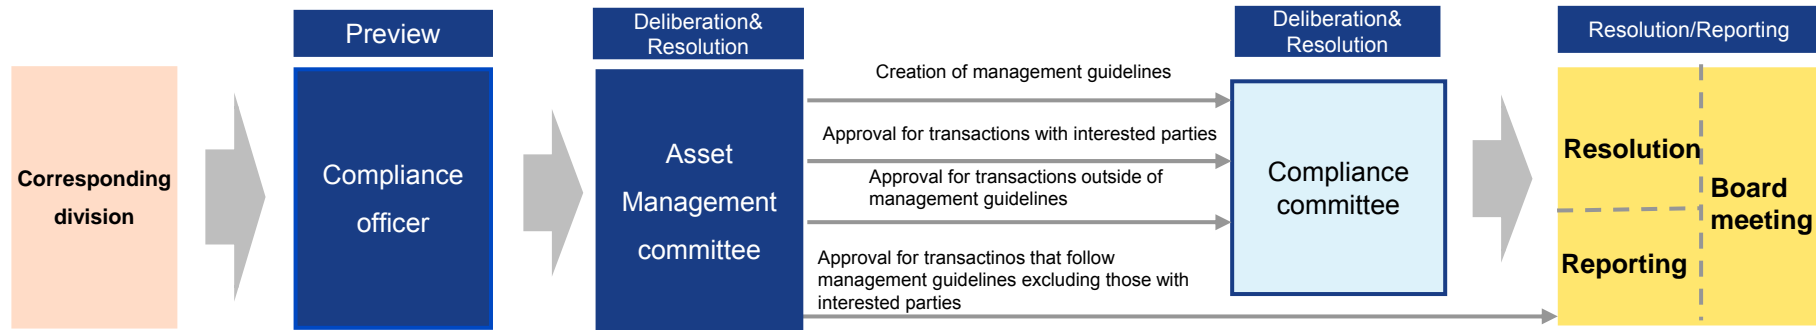 Corresponding
division
Preview
Compliance
officer
Deliberation&
Resolution
Asset
Management
committee
Creation of management guidelines
Approval for transactions with interested parties
Approval for transactions outside of
management guidelines
Approval for transactinos that follow
management guidelines excluding those with
interested parties
Deliberation&
Resolution
Compliance
committee
Resolution/Reporting
Resolution
Reporting
Board
meeting